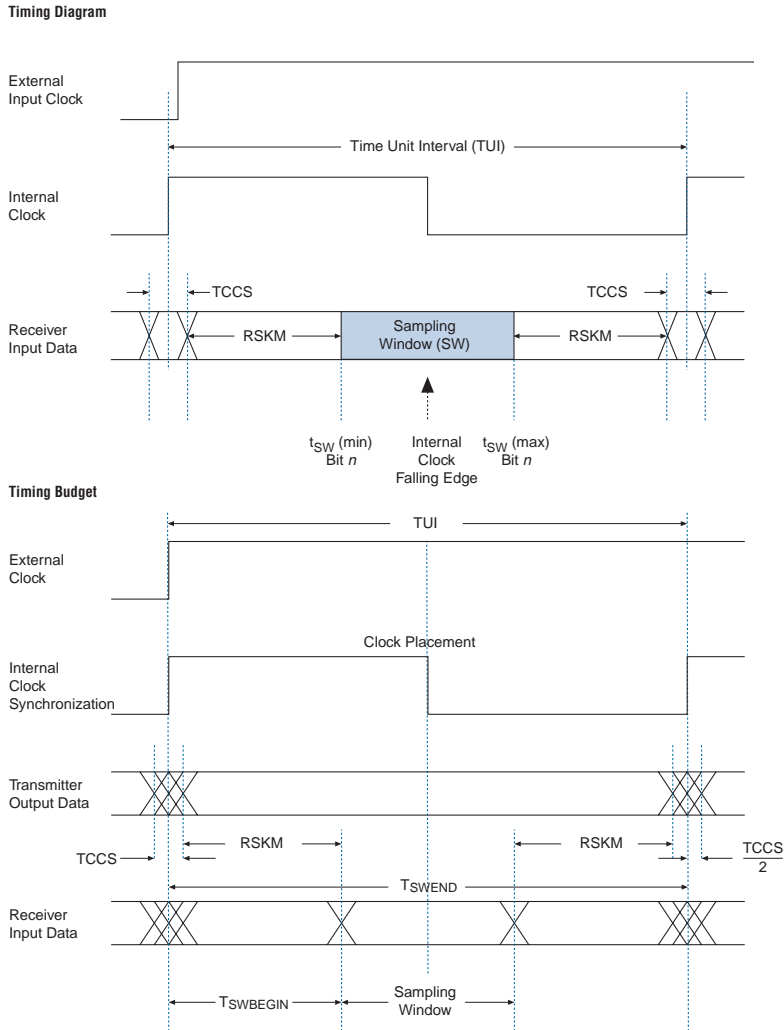 Timing Diagram
External
Input Clock
Time Unit Interval (TUI)
Internal
Clock
TCCS
TCCS
Receiver
Input Data
RSKM
Sampling
Window (SW)
RSKM
tSW (min)
Bit n
Internal
Clock
Falling Edge
tSW (max)
Bit n
Timing Budget
TUI
External
Clock
Clock Placement
Internal
Clock
Synchronization
Transmitter
Output Data
RSKM
RSKM
TCCS
TCCS
2
TSWEND
Receiver
Input Data
TSWBEGIN
Sampling
Window